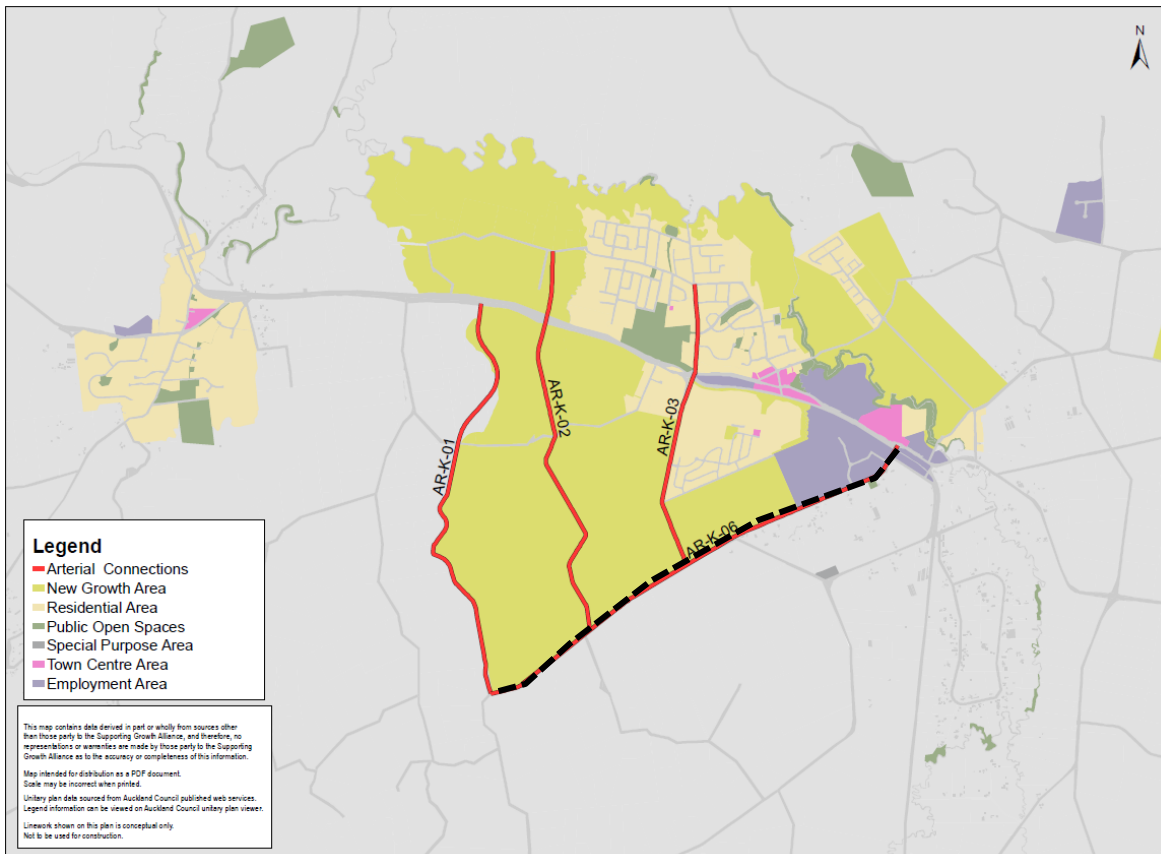 N
AR-K-02
AR-K-03
AR-K-01
AR-K-06
Legend
Arterial Connections
New Growth Area
Residential Area
Public Open Spaces
Special Purpose Area
Town Centre Area
Employment Area
This map contains data derived in part or wholly from sources other
than those party to the Supporting Growth Alliance, and therefore, no
representations or warranties are made by those party to the Supporting
Growth Alliance as to the accuracy or completeness of this information.
Map intended for distribution as a PDF document.
Scale may be incorrect when printed.
Unitary plan data sourced from Auckland Council published web services.
Legend information can be viewed on Auckland Council unitary plan viewer.
Linework shown on this plan is conceptual only.
Not to be used for construction.